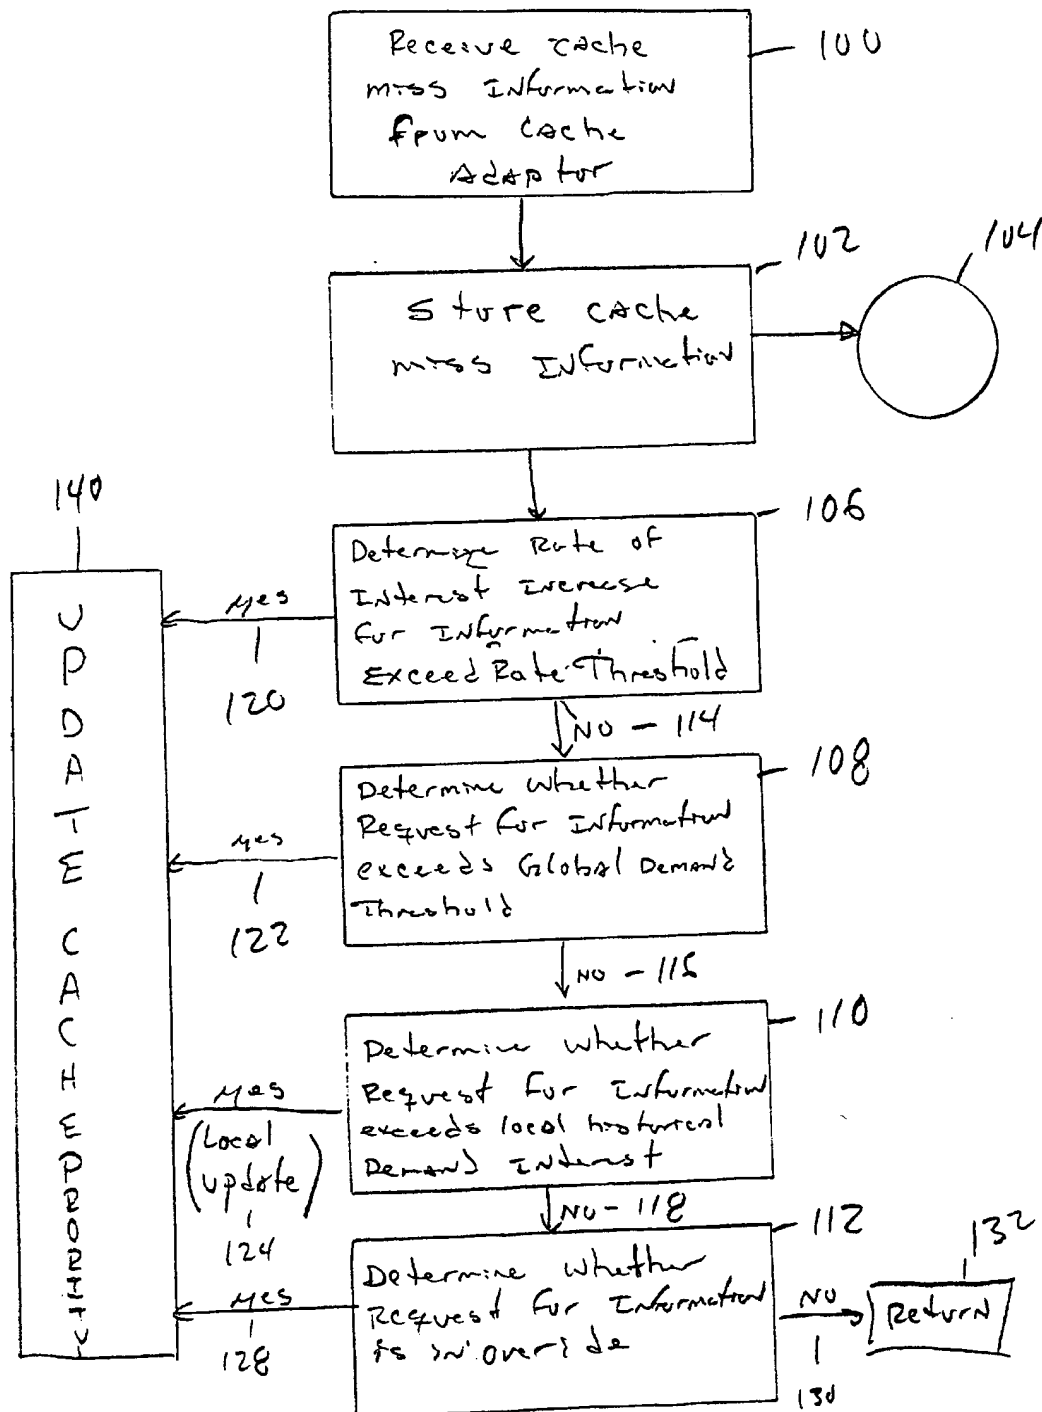 Receive cache
miss Information
from Cache
Adaptor
100
102
104
Store cache
miss Information
140
106
Determine Rate of
Interest Increase
for Information
Exceed Rate Threshold
yes
120
NO - 114
108
Determine whether
Request for Information
exceeds Global Demand
Threshold
yes
122
NO - 116
110
Determine whether
Request for Information
exceeds local historical
Demand Interest
yes
(Local
update)
124
NO - 118
112
Determine whether
Request for Information
is in override
yes
128
NO
130
132
Return
UPDATE CACHE PRORITY